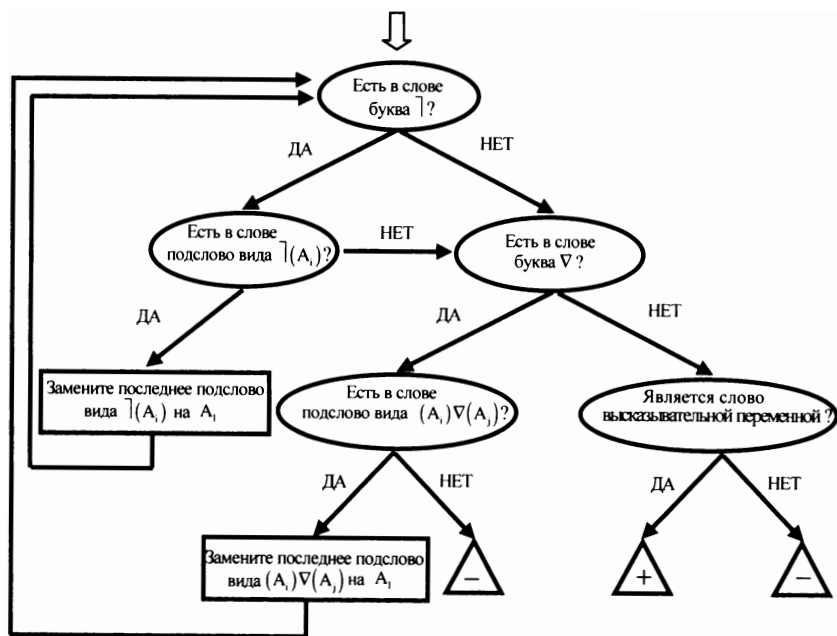 Есть в слове
буква ⌉ ?
ДА
НЕТ
Есть в слове
подслово вида ⌉(Aᵢ)?
НЕТ
Есть в слове
буква ∇ ?
ДА
ДА
НЕТ
Замените последнее подслово
вида ⌉(Aᵢ) на A₁
Есть в слове
подслово вида (Aᵢ)∇(Aⱼ)?
Является слово
высказывательной переменной ?
ДА
НЕТ
ДА
НЕТ
Замените последнее подслово
вида (Aᵢ)∇(Aⱼ) на A₁
−
+
−